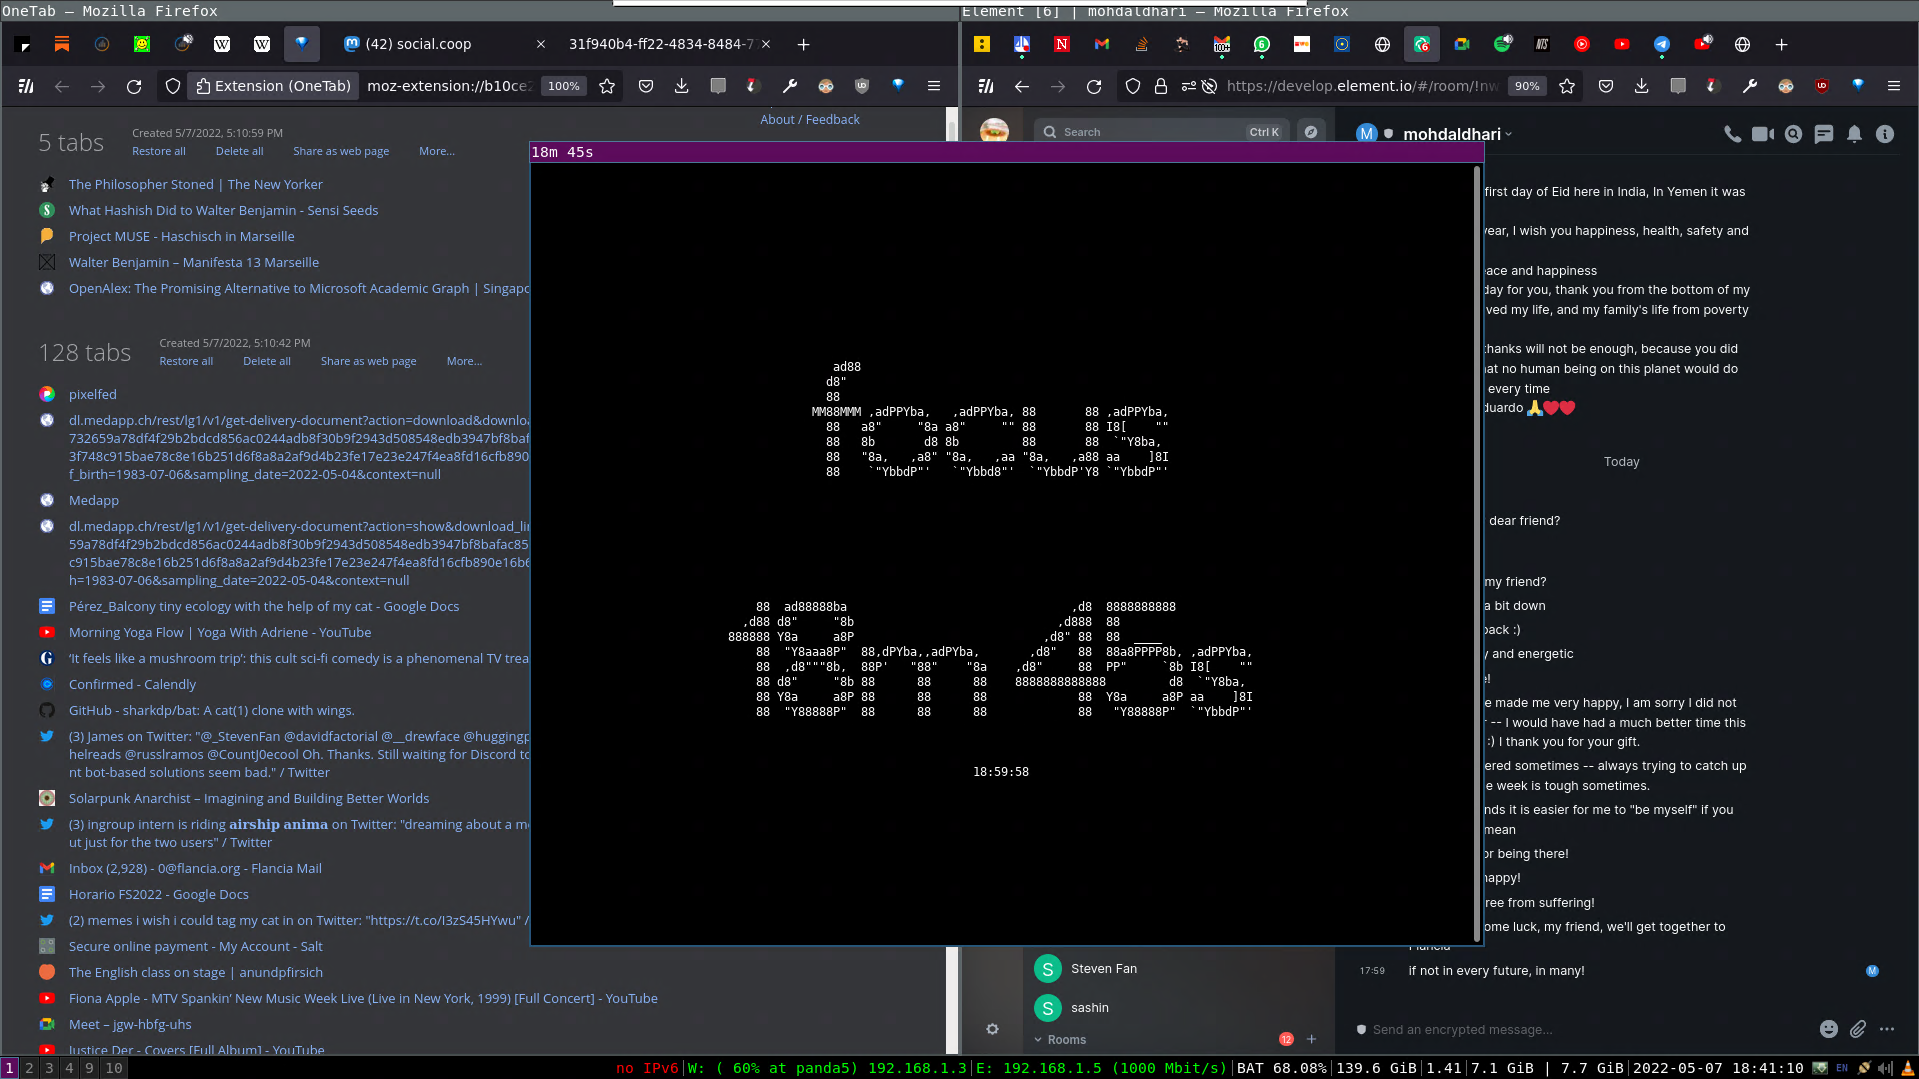 OneTab — Mozilla Firefox
(42) social.coop
31f940b4-ff22-4834-8484-7
Extension (OneTab)
moz-extension://b10ce2
100%
About / Feedback
5 tabs
Created 5/7/2022, 5:10:59 PM
Restore all
Delete all
Share as web page
More...
The Philosopher Stoned | The New Yorker
What Hashish Did to Walter Benjamin - Sensi Seeds
Project MUSE - Haschisch in Marseille
Walter Benjamin – Manifesta 13 Marseille
OpenAlex: The Promising Alternative to Microsoft Academic Graph | Singapo
128 tabs
Created 5/7/2022, 5:10:42 PM
Restore all
Delete all
Share as web page
More...
pixelfed
dl.medapp.ch/rest/lg1/v1/get-delivery-document?action=download&downlo
732659a78df4f29b2bdcd856ac0244adb8f30b9f2943d508548edb3947bf8baf
3f748c915bae78c8e16b251d6f8a8a2af9d4b23fe17e23e247f4ea8fd16cfb890
f_birth=1983-07-06&sampling_date=2022-05-04&context=null
Medapp
dl.medapp.ch/rest/lg1/v1/get-delivery-document?action=show&download_li
59a78df4f29b2bdcd856ac0244adb8f30b9f2943d508548edb3947bf8bafac85
c915bae78c8e16b251d6f8a8a2af9d4b23fe17e23e247f4ea8fd16cfb890e16b6
h=1983-07-06&sampling_date=2022-05-04&context=null
Pérez_Balcony tiny ecology with the help of my cat - Google Docs
Morning Yoga Flow | Yoga With Adriene - YouTube
‘It feels like a mushroom trip’: this cult sci-fi comedy is a phenomenal TV trea
Confirmed - Calendly
GitHub - sharkdp/bat: A cat(1) clone with wings.
(3) James on Twitter: "@_StevenFan @davidfactorial @__drewface @huggingp
helreads @russlramos @CountJ0ecool Oh. Thanks. Still waiting for Discord to
nt bot-based solutions seem bad." / Twitter
Solarpunk Anarchist – Imagining and Building Better Worlds
(3) ingroup intern is riding airship anima on Twitter: "dreaming about a m
ut just for the two users" / Twitter
Inbox (2,928) - 0@flancia.org - Flancia Mail
Horario FS2022 - Google Docs
(2) memes i wish i could tag my cat in on Twitter: "https://t.co/I3zS45HYwu" /
Secure online payment - My Account - Salt
The English class on stage | anundpfirsich
Fiona Apple - MTV Spankin’ New Music Week Live (Live in New York, 1999) [Full Concert] - YouTube
Meet – jgw-hbfg-uhs
Justice Der - Covers [Full Album] - YouTube
18m 45s
focus
18m45s
18:59:58
Element [6] | mohdaldhari — Mozilla Firefox
https://develop.element.io/#/room/!nw
90%
Search
Ctrl K
mohdaldhari
first day of Eid here in India, In Yemen it was
year, I wish you happiness, health, safety and
eace and happiness
day for you, thank you from the bottom of my
ved my life, and my family's life from poverty
thanks will not be enough, because you did
at no human being on this planet would do
every time
duardo 🙏❤️❤️
Today
dear friend?
my friend?
a bit down
back :)
y and energetic
e!
e made me very happy, I am sorry I did not
r -- I would have had a much better time this
:) I thank you for your gift.
ered sometimes -- always trying to catch up
e week is tough sometimes.
nds it is easier for me to "be myself" if you
mean
or being there!
happy!
ree from suffering!
ome luck, my friend, we'll get together to
Flancia
17:59
if not in every future, in many!
Steven Fan
sashin
Rooms
12
Send an encrypted message...
1 2 3 4 9 10
no IPv6|W: ( 60% at panda5) 192.168.1.3|E: 192.168.1.5 (1000 Mbit/s)|BAT 68.08%|139.6 GiB|1.41|7.1 GiB | 7.7 GiB|2022-05-07 18:41:10
EN